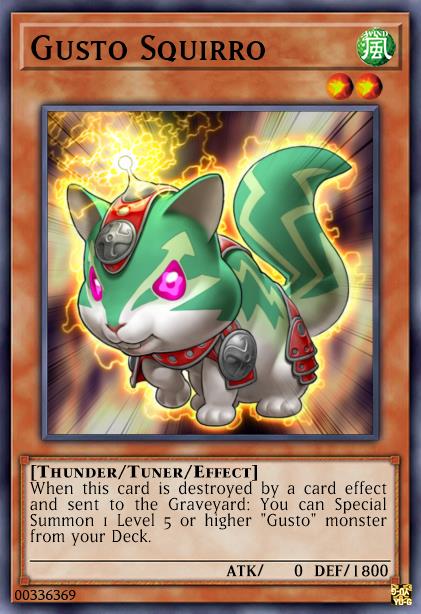 Gusto Squirro
WIND
風
[Thunder/Tuner/Effect]
When this card is destroyed by a card effect
and sent to the Graveyard: You can Special
Summon 1 Level 5 or higher "Gusto" monster
from your Deck.
ATK/ 0 DEF/1800
00336369